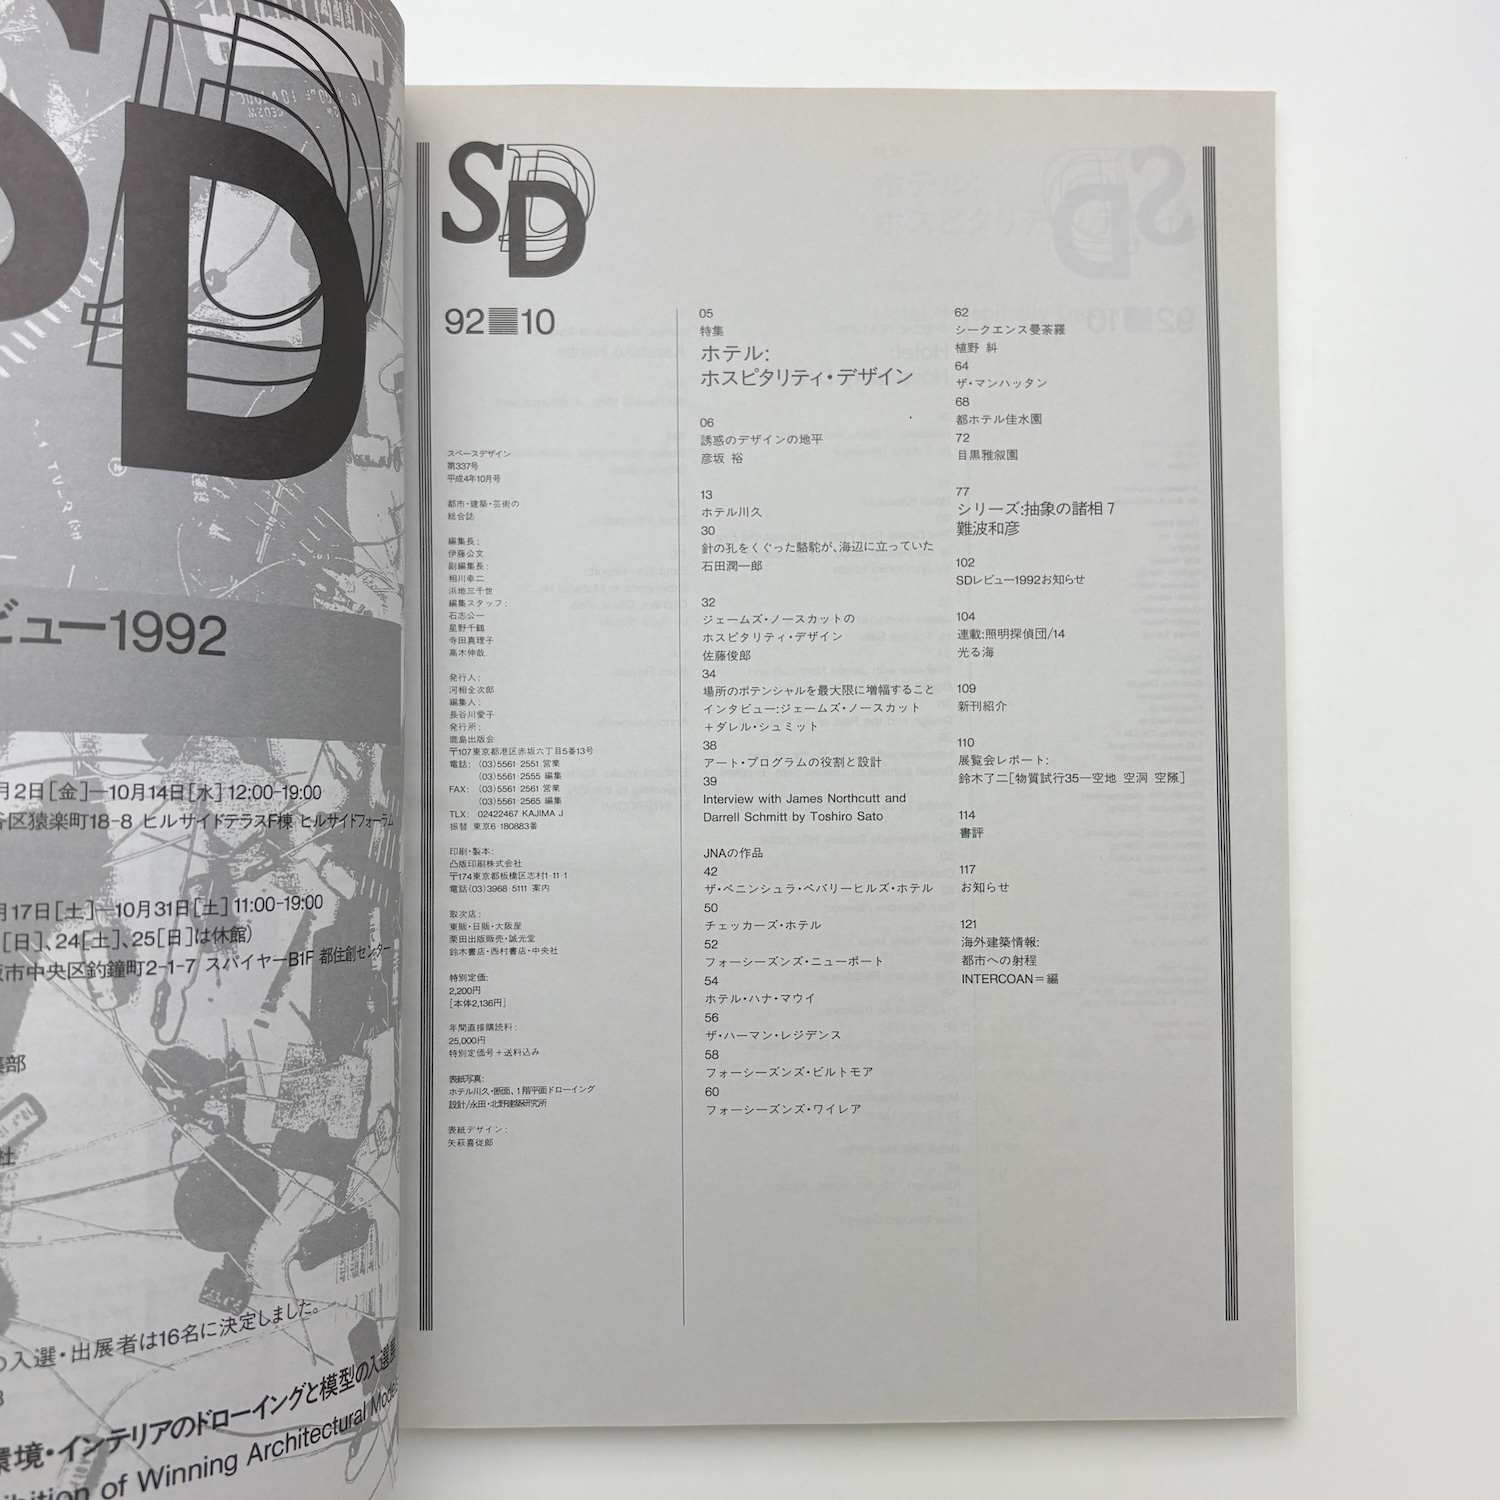 SD
ビュー1992
月2日[金]—10月14日[水]12:00-19:00
区猿楽町18-8 ヒルサイドテラスF棟 ヒルサイドフォーラム
月17日[土]—10月31日[土]11:00-19:00
[日]、24[土]、25[日]は休館)
阪市中央区釣鐘町2-1-7 スパイヤーB1F 都住創センター
部
社
入選・出展者は16名に決定しました。
環境・インテリアのドローイングと模型の入選展
of Winning Architectural Mode
SD
92 10
スペースデザイン
第337号
平成4年10月号
都市・建築・芸術の
総合誌
編集長:
伊藤公文
副編集長:
相川幸二
浜地三千世
編集スタッフ:
石志公一
星野千鶴
寺田真理子
高木伸哉
発行人:
河相全次郎
編集人:
長谷川愛子
発行所:
鹿島出版会
〒107東京都港区赤坂六丁目5番13号
電話: (03)5561 2551 営業
(03)5561 2555 編集
FAX: (03)5561 2561 営業
(03)5561 2565 編集
TLX: 02422467 KAJIMA J
振替 東京6-180883番
印刷・製本:
凸版印刷株式会社
〒174東京都板橋区志村1-11-1
電話(03)3968-5111 案内
取次店:
東販・日販・大阪屋
栗田出版販売・誠光堂
鈴木書店・西村書店・中央社
特別定価:
2,200円
[本体2,136円]
年間直接購読料:
25,000円
特別定価号+送料込み
表紙写真:
ホテル川久・断面、1階平面ドローイング
設計/永田・北野建築研究所
表紙デザイン:
矢萩喜従郎
05
特集
ホテル:
ホスピタリティ・デザイン
06
誘惑のデザインの地平
彦坂 裕
13
ホテル川久
30
針の孔をくぐった駱駝が、海辺に立っていた
石田潤一郎
32
ジェームズ・ノースカットの
ホスピタリティ・デザイン
佐藤俊郎
34
場所のポテンシャルを最大限に増幅すること
インタビュー:ジェームズ・ノースカット
+ダレル・シュミット
38
アート・プログラムの役割と設計
39
Interview with James Northcutt and
Darrell Schmitt by Toshiro Sato
JNAの作品
42
ザ・ペニンシュラ・ベバリーヒルズ・ホテル
50
チェッカーズ・ホテル
52
フォーシーズンズ・ニューポート
54
ホテル・ハナ・マウイ
56
ザ・ハーマン・レジデンス
58
フォーシーズンズ・ビルトモア
60
フォーシーズンズ・ワイレア
62
シークエンス曼荼羅
植野 糾
64
ザ・マンハッタン
68
都ホテル佳水園
72
目黒雅叙園
77
シリーズ:抽象の諸相 7
難波和彦
102
SDレビュー1992お知らせ
104
連載:照明探偵団/14
光る海
109
新刊紹介
110
展覧会レポート:
鈴木了二[物質試行35—空地 空洞 空隙]
114
書評
117
お知らせ
121
海外建築情報:
都市への射程
INTERCOAN=編